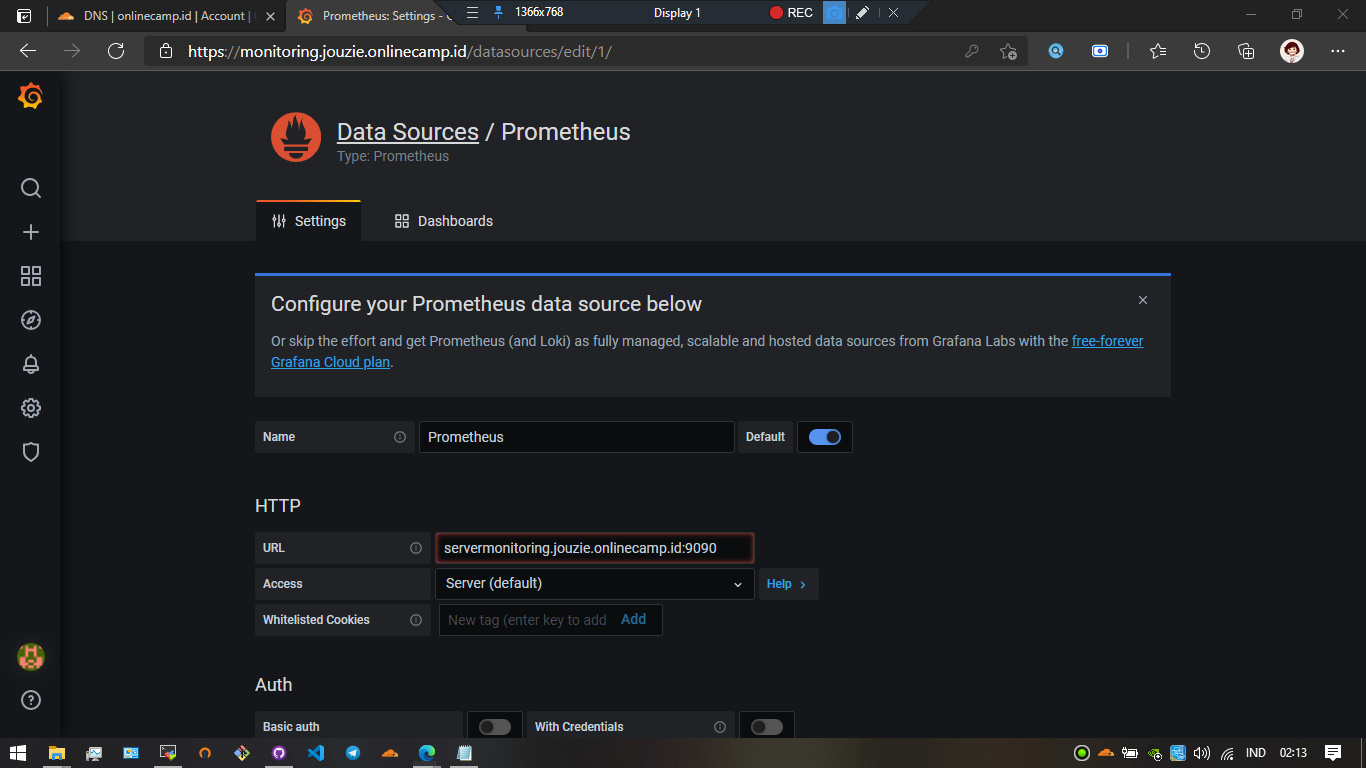 DNS | onlinecamp.id | Account |
Prometheus: Settings -
1366x768
Display 1
REC
https://monitoring.jouzie.onlinecamp.id/datasources/edit/1/
Data Sources / Prometheus
Type: Prometheus
Settings
Dashboards
Configure your Prometheus data source below
Or skip the effort and get Prometheus (and Loki) as fully managed, scalable and hosted data sources from Grafana Labs with the free-forever
Grafana Cloud plan.
Name
Prometheus
Default
HTTP
URL
servermonitoring.jouzie.onlinecamp.id:9090
Access
Server (default)
Help
Whitelisted Cookies
New tag (enter key to add
Add
Auth
Basic auth
With Credentials
IND
02:13